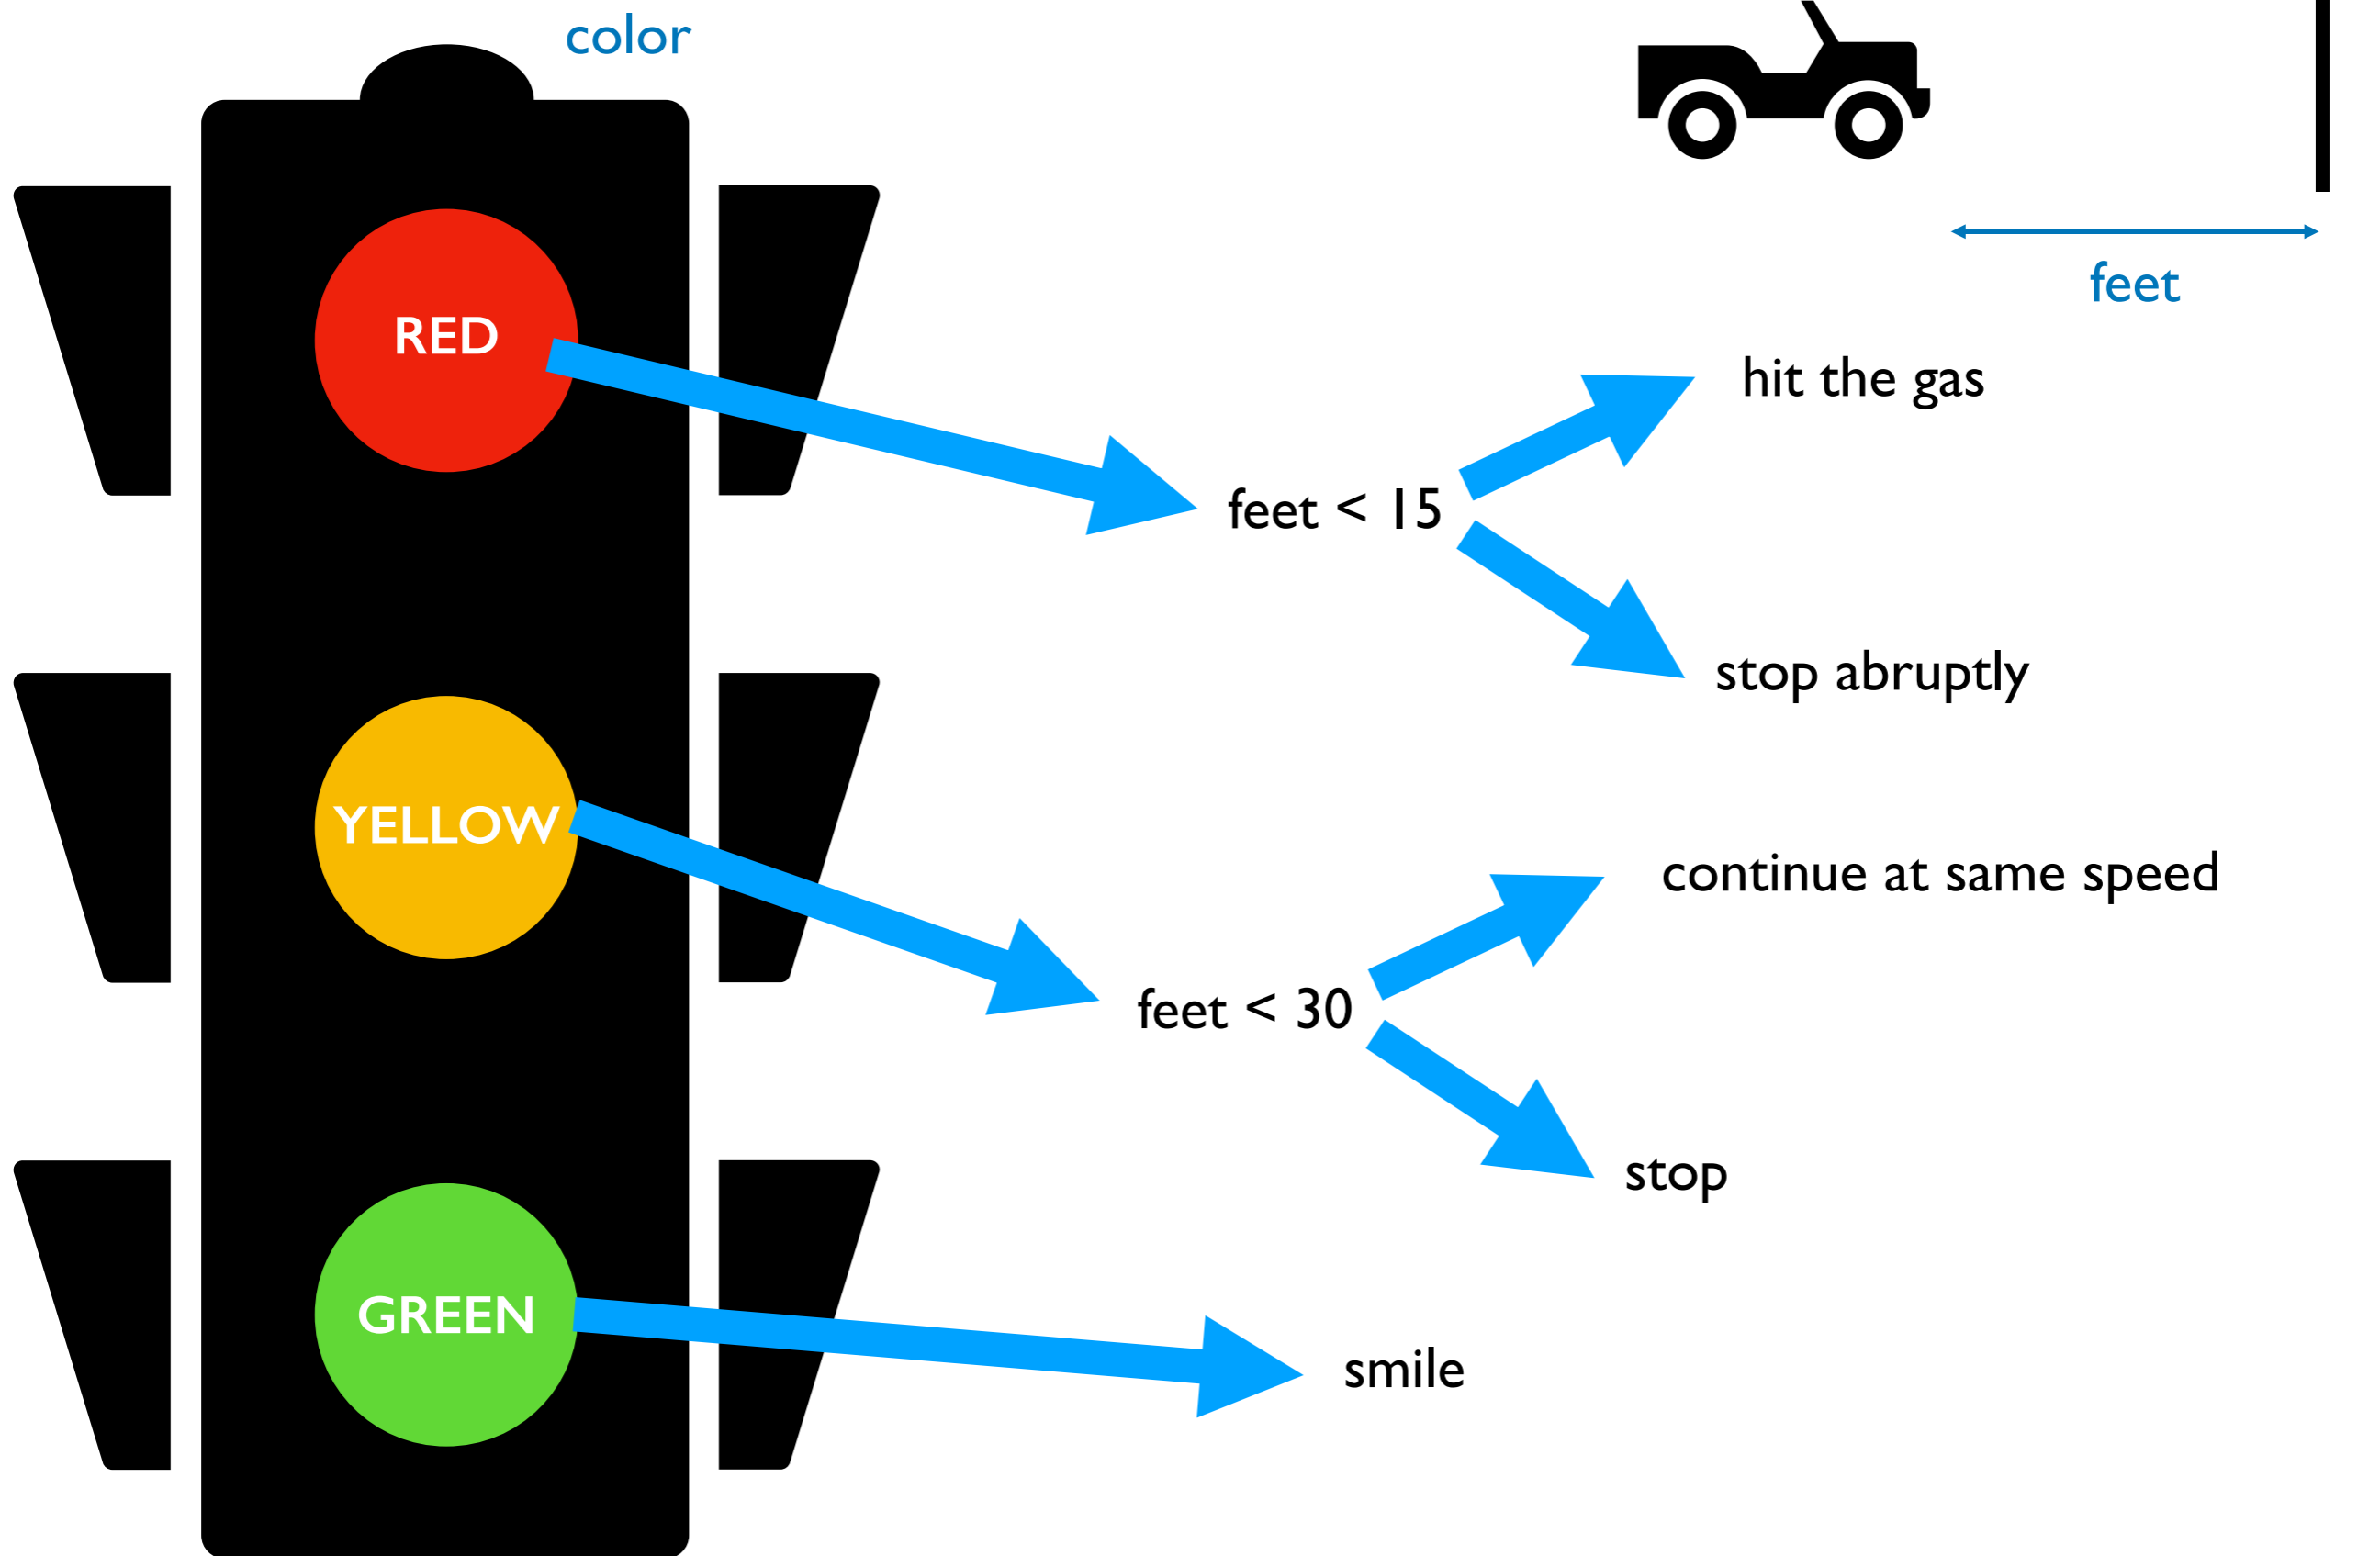 color
feet
RED
hit the gas
feet < 15
stop abruptly
YELLOW
continue at same speed
feet < 30
stop
GREEN
smile